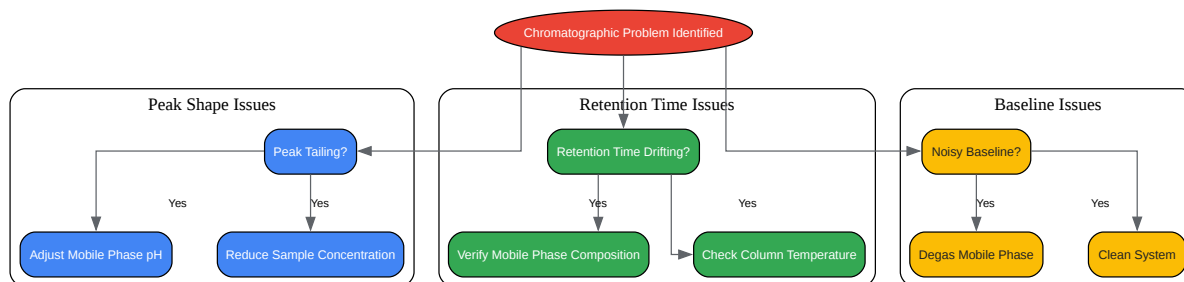 Chromatographic Problem Identified
Peak Shape Issues
Retention Time Issues
Baseline Issues
Peak Tailing?
Retention Time Drifting?
Noisy Baseline?
Yes
Yes
Yes
Yes
Yes
Yes
Adjust Mobile Phase pH
Reduce Sample Concentration
Verify Mobile Phase Composition
Check Column Temperature
Degas Mobile Phase
Clean System